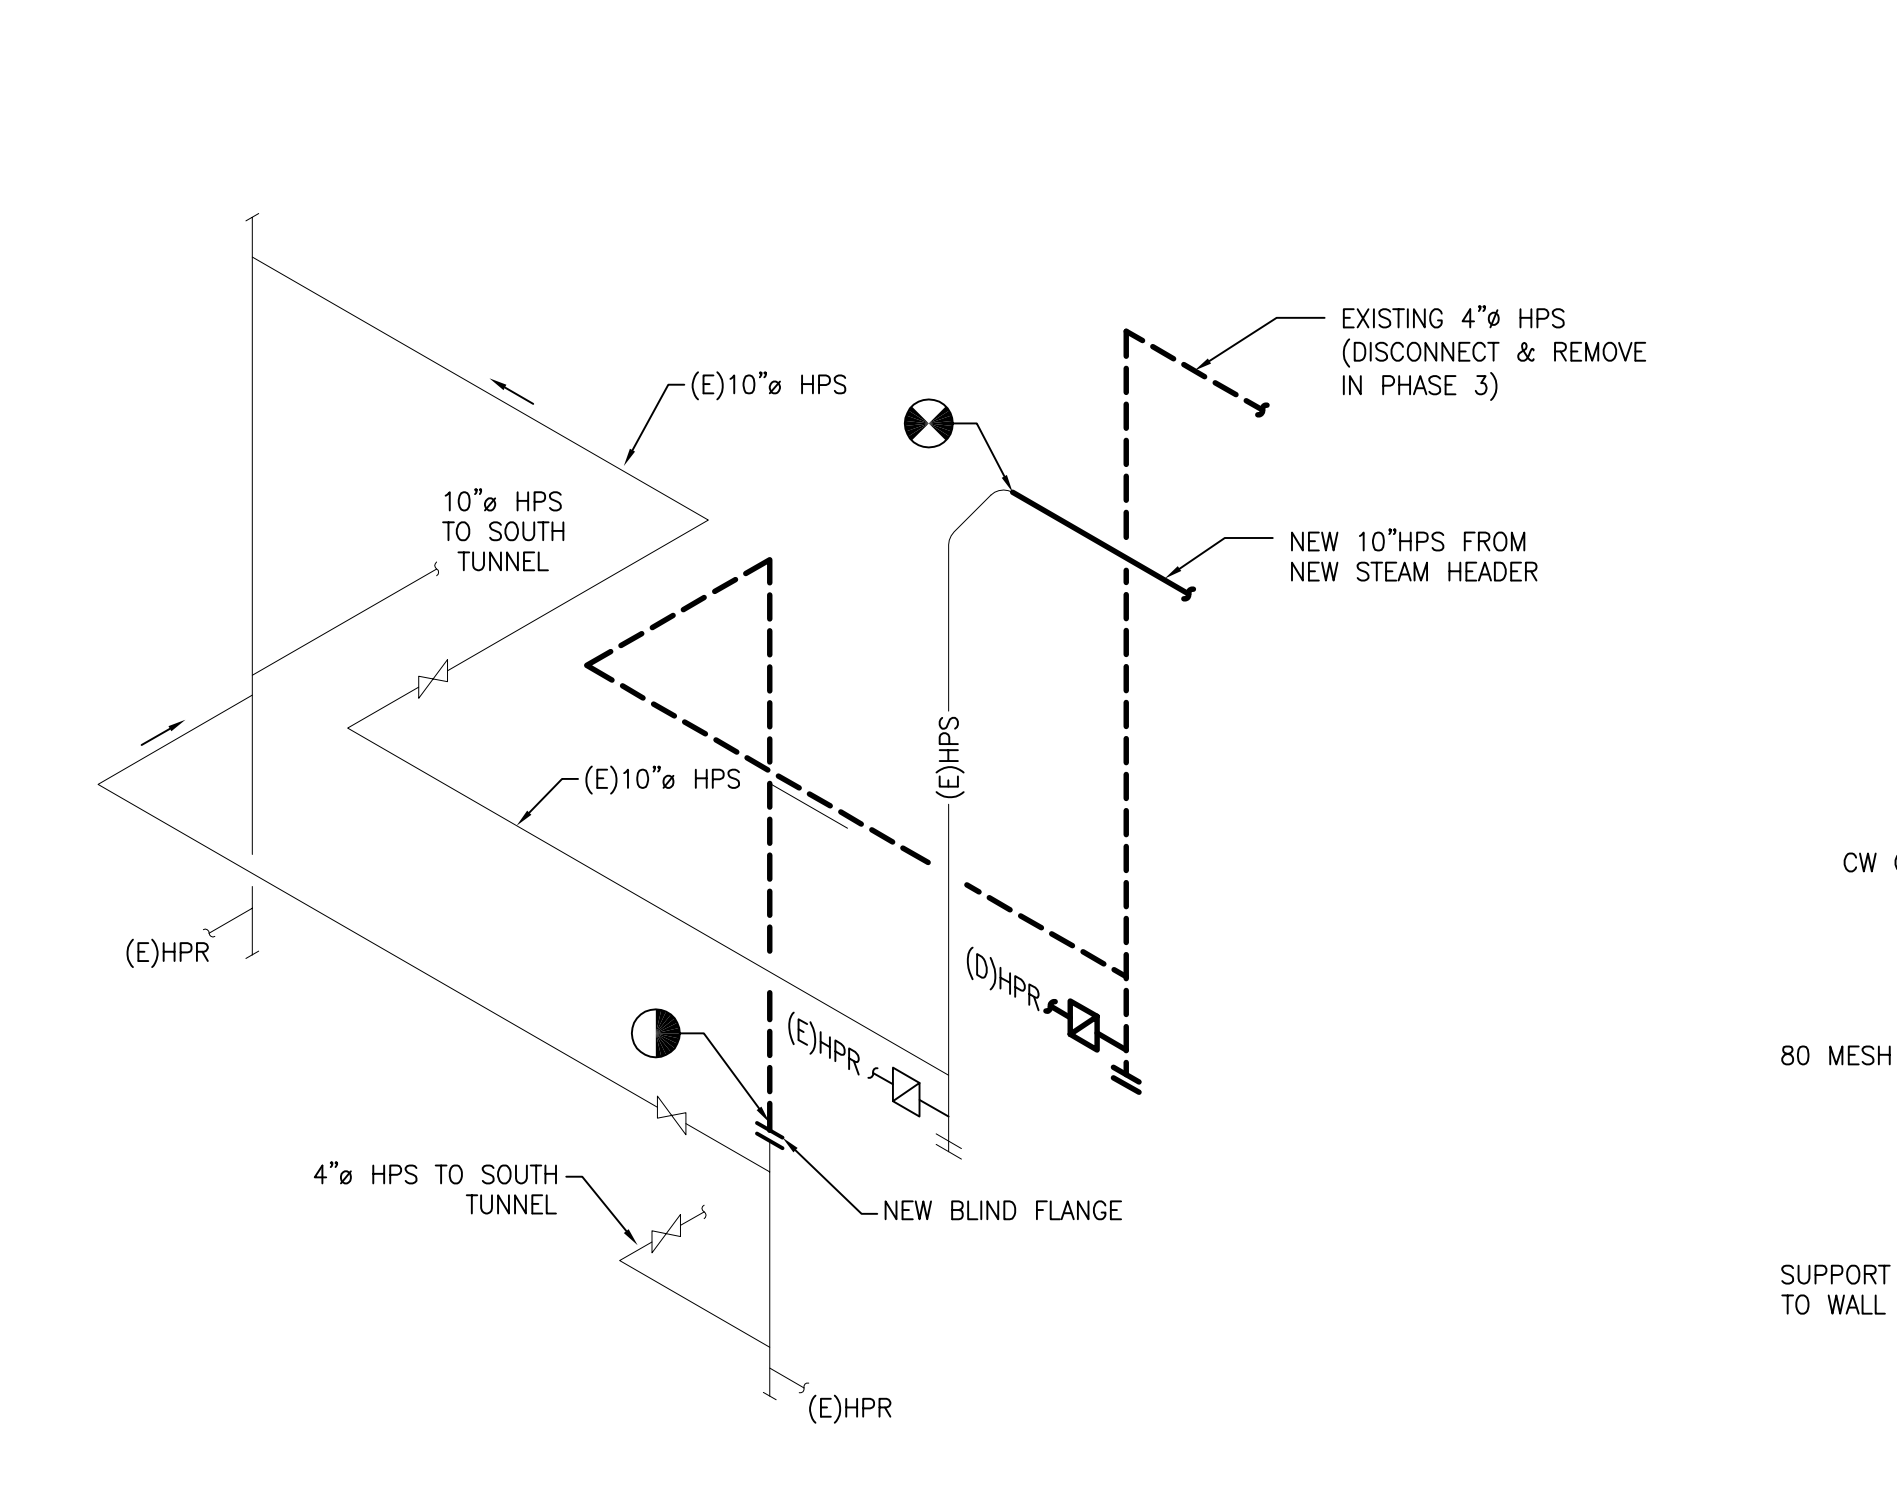 EXISTING 4"ø HPS
(DISCONNECT & REMOVE
IN PHASE 3)
(E)10"ø HPS
10"ø HPS
TO SOUTH
TUNNEL
NEW 10"HPS FROM
NEW STEAM HEADER
(E)HPS
(E)10"ø HPS
CW
(E)HPR
(D)HPR
(E)HPR
80 MESH
4"ø HPS TO SOUTH
TUNNEL
NEW BLIND FLANGE
SUPPORT
TO WALL
(E)HPR